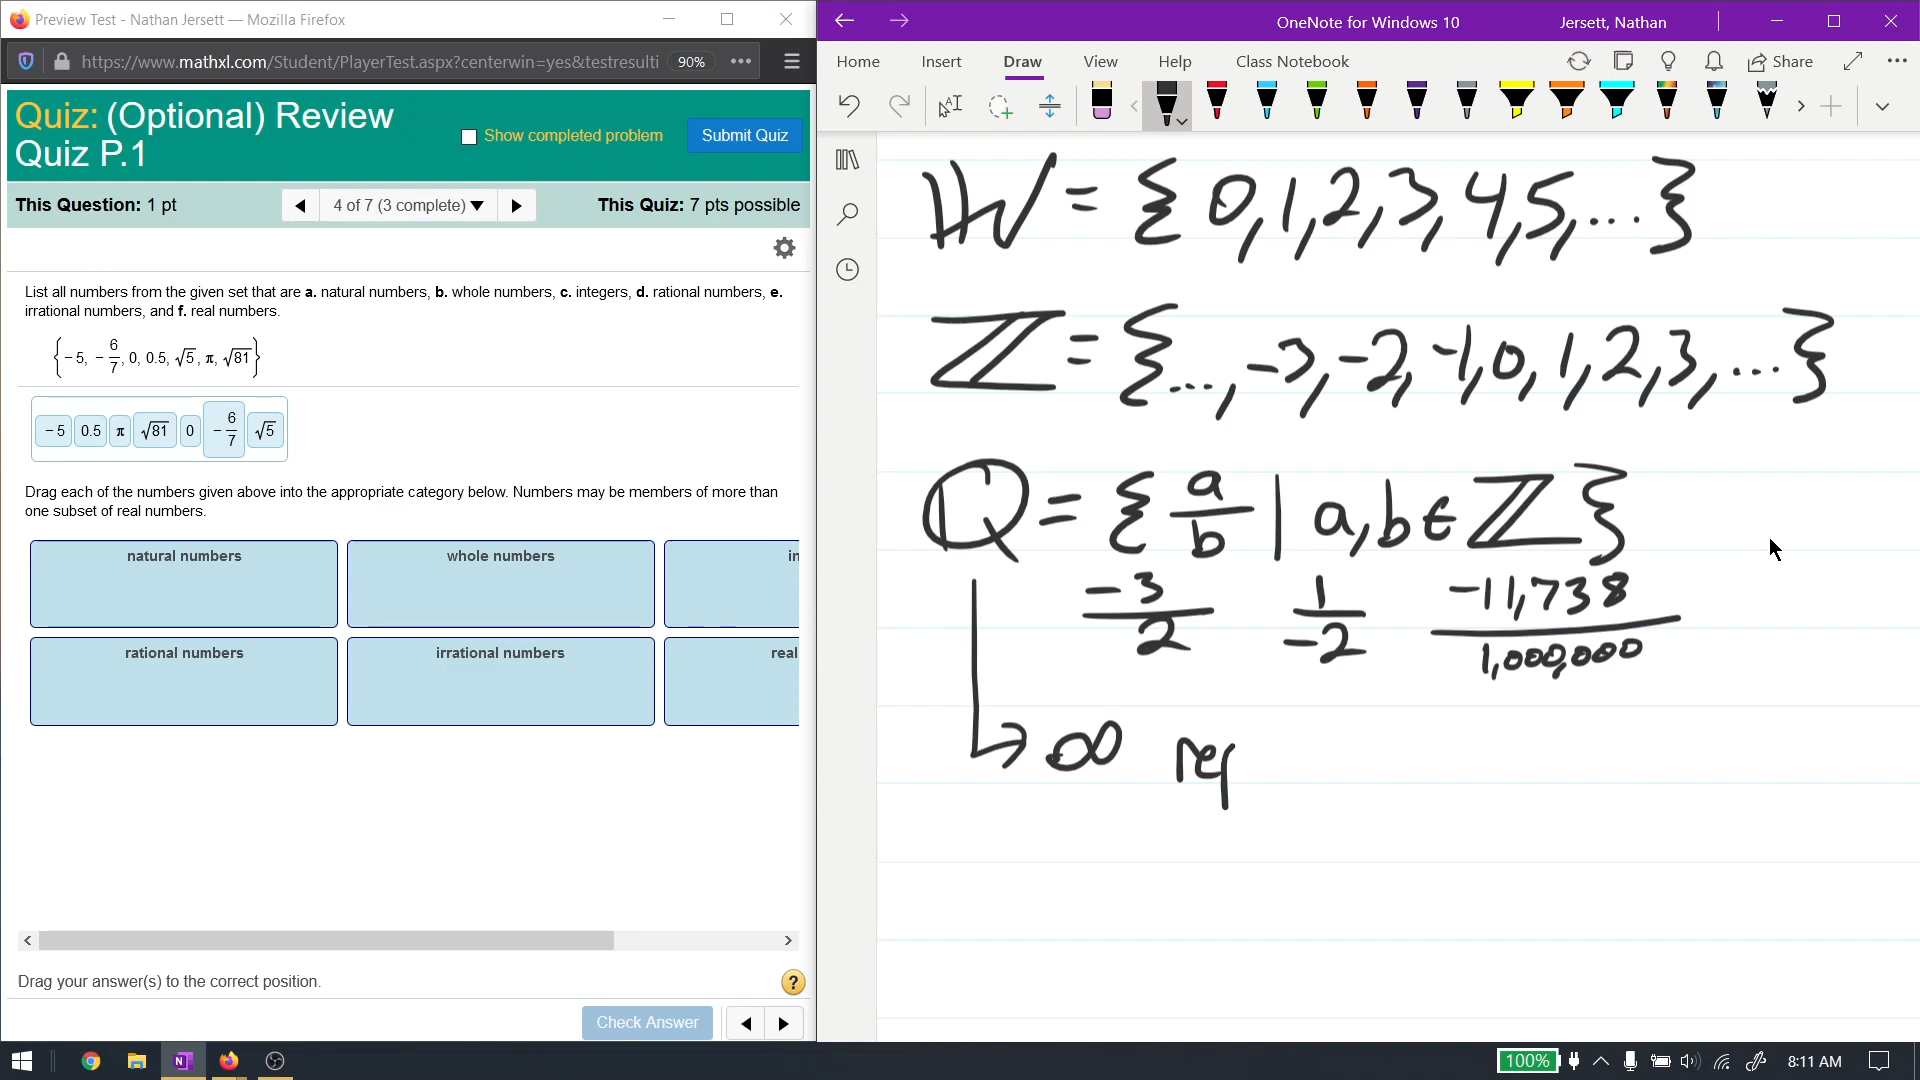 Preview Test - Nathan Jersett — Mozilla Firefox
https://www.mathxl.com/Student/PlayerTest.aspx?centerwin=yes&testresulti 90%
Quiz: (Optional) Review Quiz P.1
Show completed problem
Submit Quiz
This Question: 1 pt
4 of 7 (3 complete)
This Quiz: 7 pts possible
List all numbers from the given set that are a. natural numbers, b. whole numbers, c. integers, d. rational numbers, e.
irrational numbers, and f. real numbers.
{-5, -6/7, 0, 0.5, √5, π, √81}
-5 0.5 π √81 0 -6/7 √5
Drag each of the numbers given above into the appropriate category below. Numbers may be members of more than
one subset of real numbers.
natural numbers
whole numbers
in
rational numbers
irrational numbers
real
Drag your answer(s) to the correct position.
?
Check Answer
OneNote for Windows 10
Jersett, Nathan
Home Insert Draw View Help Class Notebook
Share
𝕎 = {0, 1, 2, 3, 4, 5, ...}
ℤ = {..., -3, -2, -1, 0, 1, 2, 3, ...}
ℚ = {a/b | a, b ∈ ℤ}
-3/2 1/-2 -11,738/1,000,000
↳ ∞ rep
100%
8:11 AM